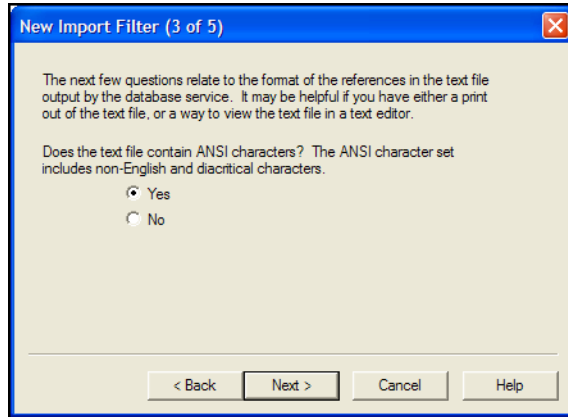 New Import Filter (3 of 5)
The next few questions relate to the format of the references in the text file
output by the database service. It may be helpful if you have either a print
out of the text file, or a way to view the text file in a text editor.
Does the text file contain ANSI characters? The ANSI character set
includes non-English and diacritical characters.
Yes
No
< Back Next > Cancel Help